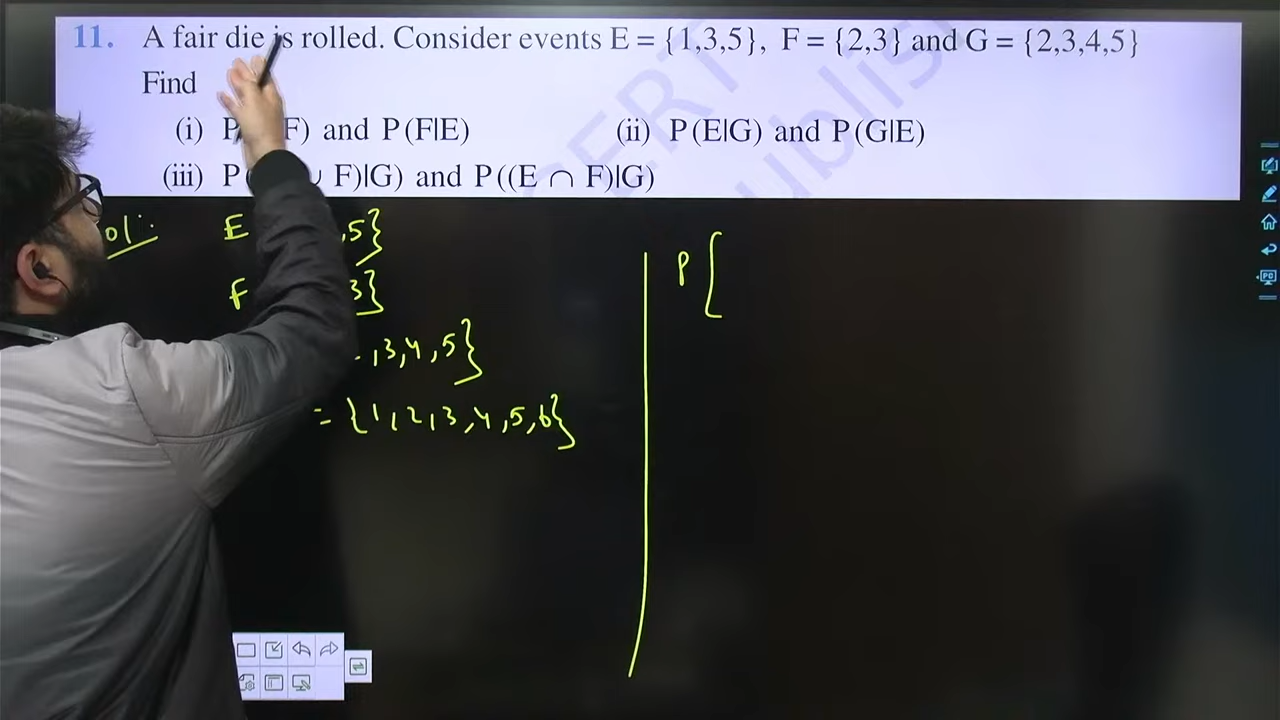 11. A fair die is rolled. Consider events E = {1,3,5}, F = {2,3} and G = {2,3,4,5}
Find
(i) P F) and P(F|E) (ii) P(E|G) and P(G|E)
(iii) P F)|G) and P((E ∩ F)|G)
E ,5}
F 3}
,3,4,5}
= {1,2,3,4,5,6}
P [